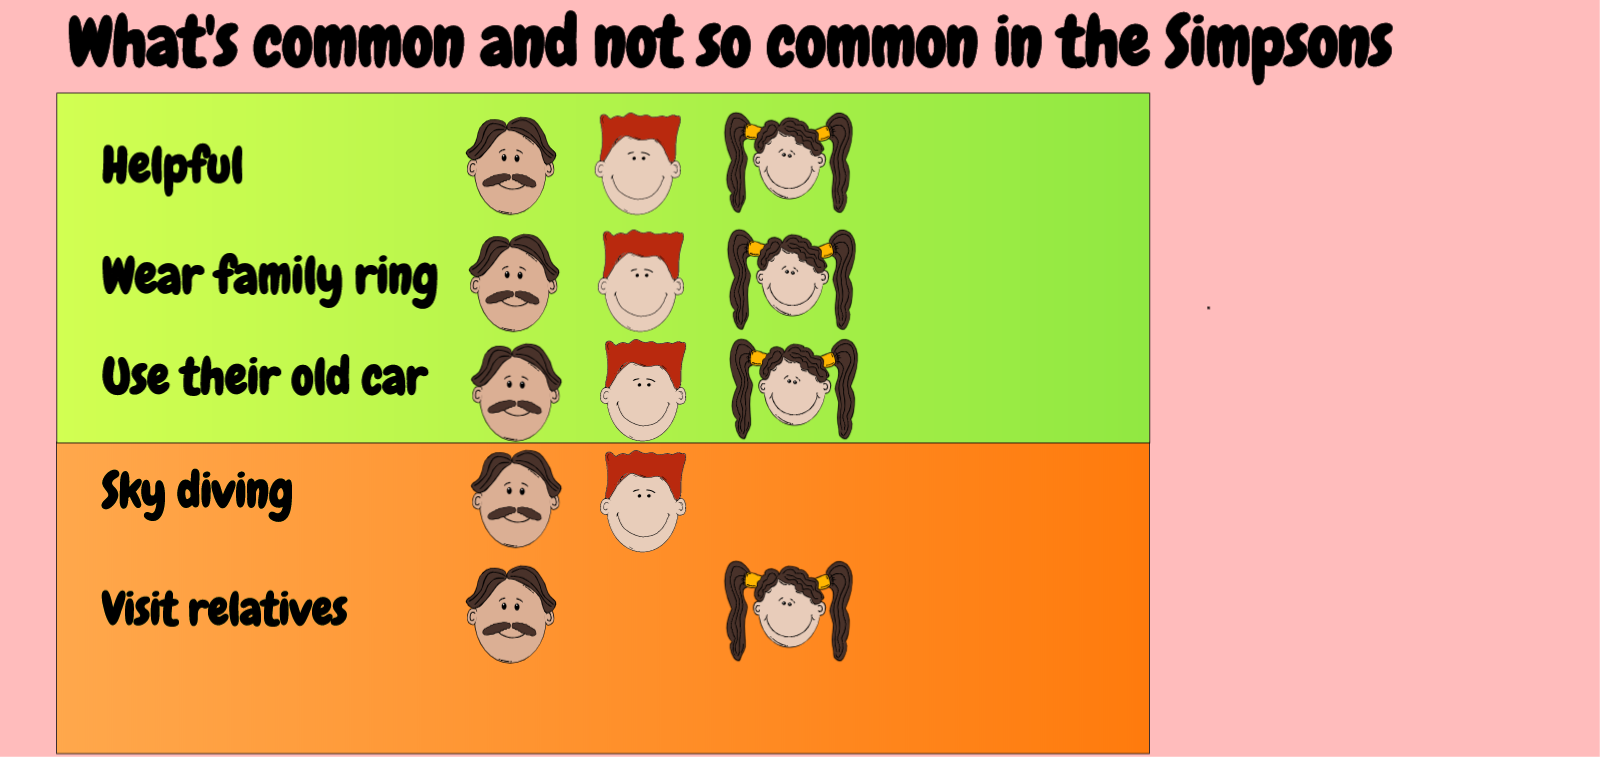 What's common and not so common in the Simpsons
Helpful
Wear family ring
Use their old car
Sky diving
Visit relatives